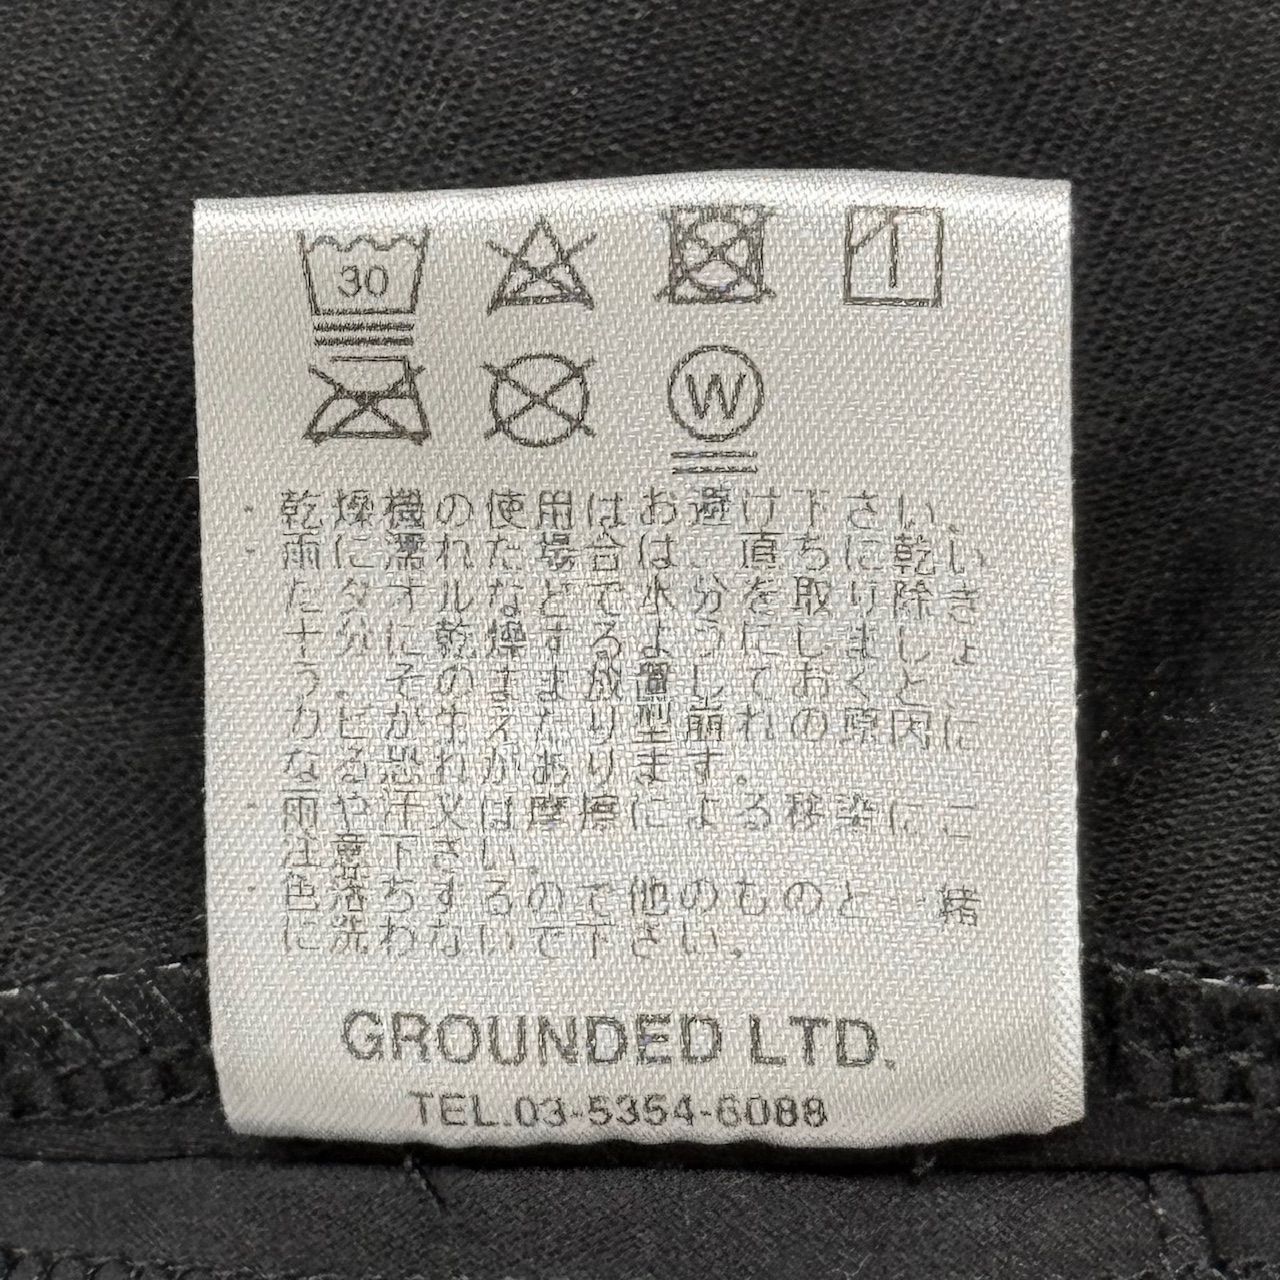 30
W
・乾燥機の使用はお避け下さい。
・雨に濡れた場合は、直ちに乾い
たタオルなどで水分を取り除き
十分に乾燥するようにしましょ
う。その まま成りしておくと、
カビが生えたり型崩れの原因に
なる恐れがあります。
・雨や汗又は摩擦による移染にご
注意下さい。
・色落ちするので他のものと一緒
に洗わないで下さい。
GROUNDED LTD.
TEL.03-5354-6088